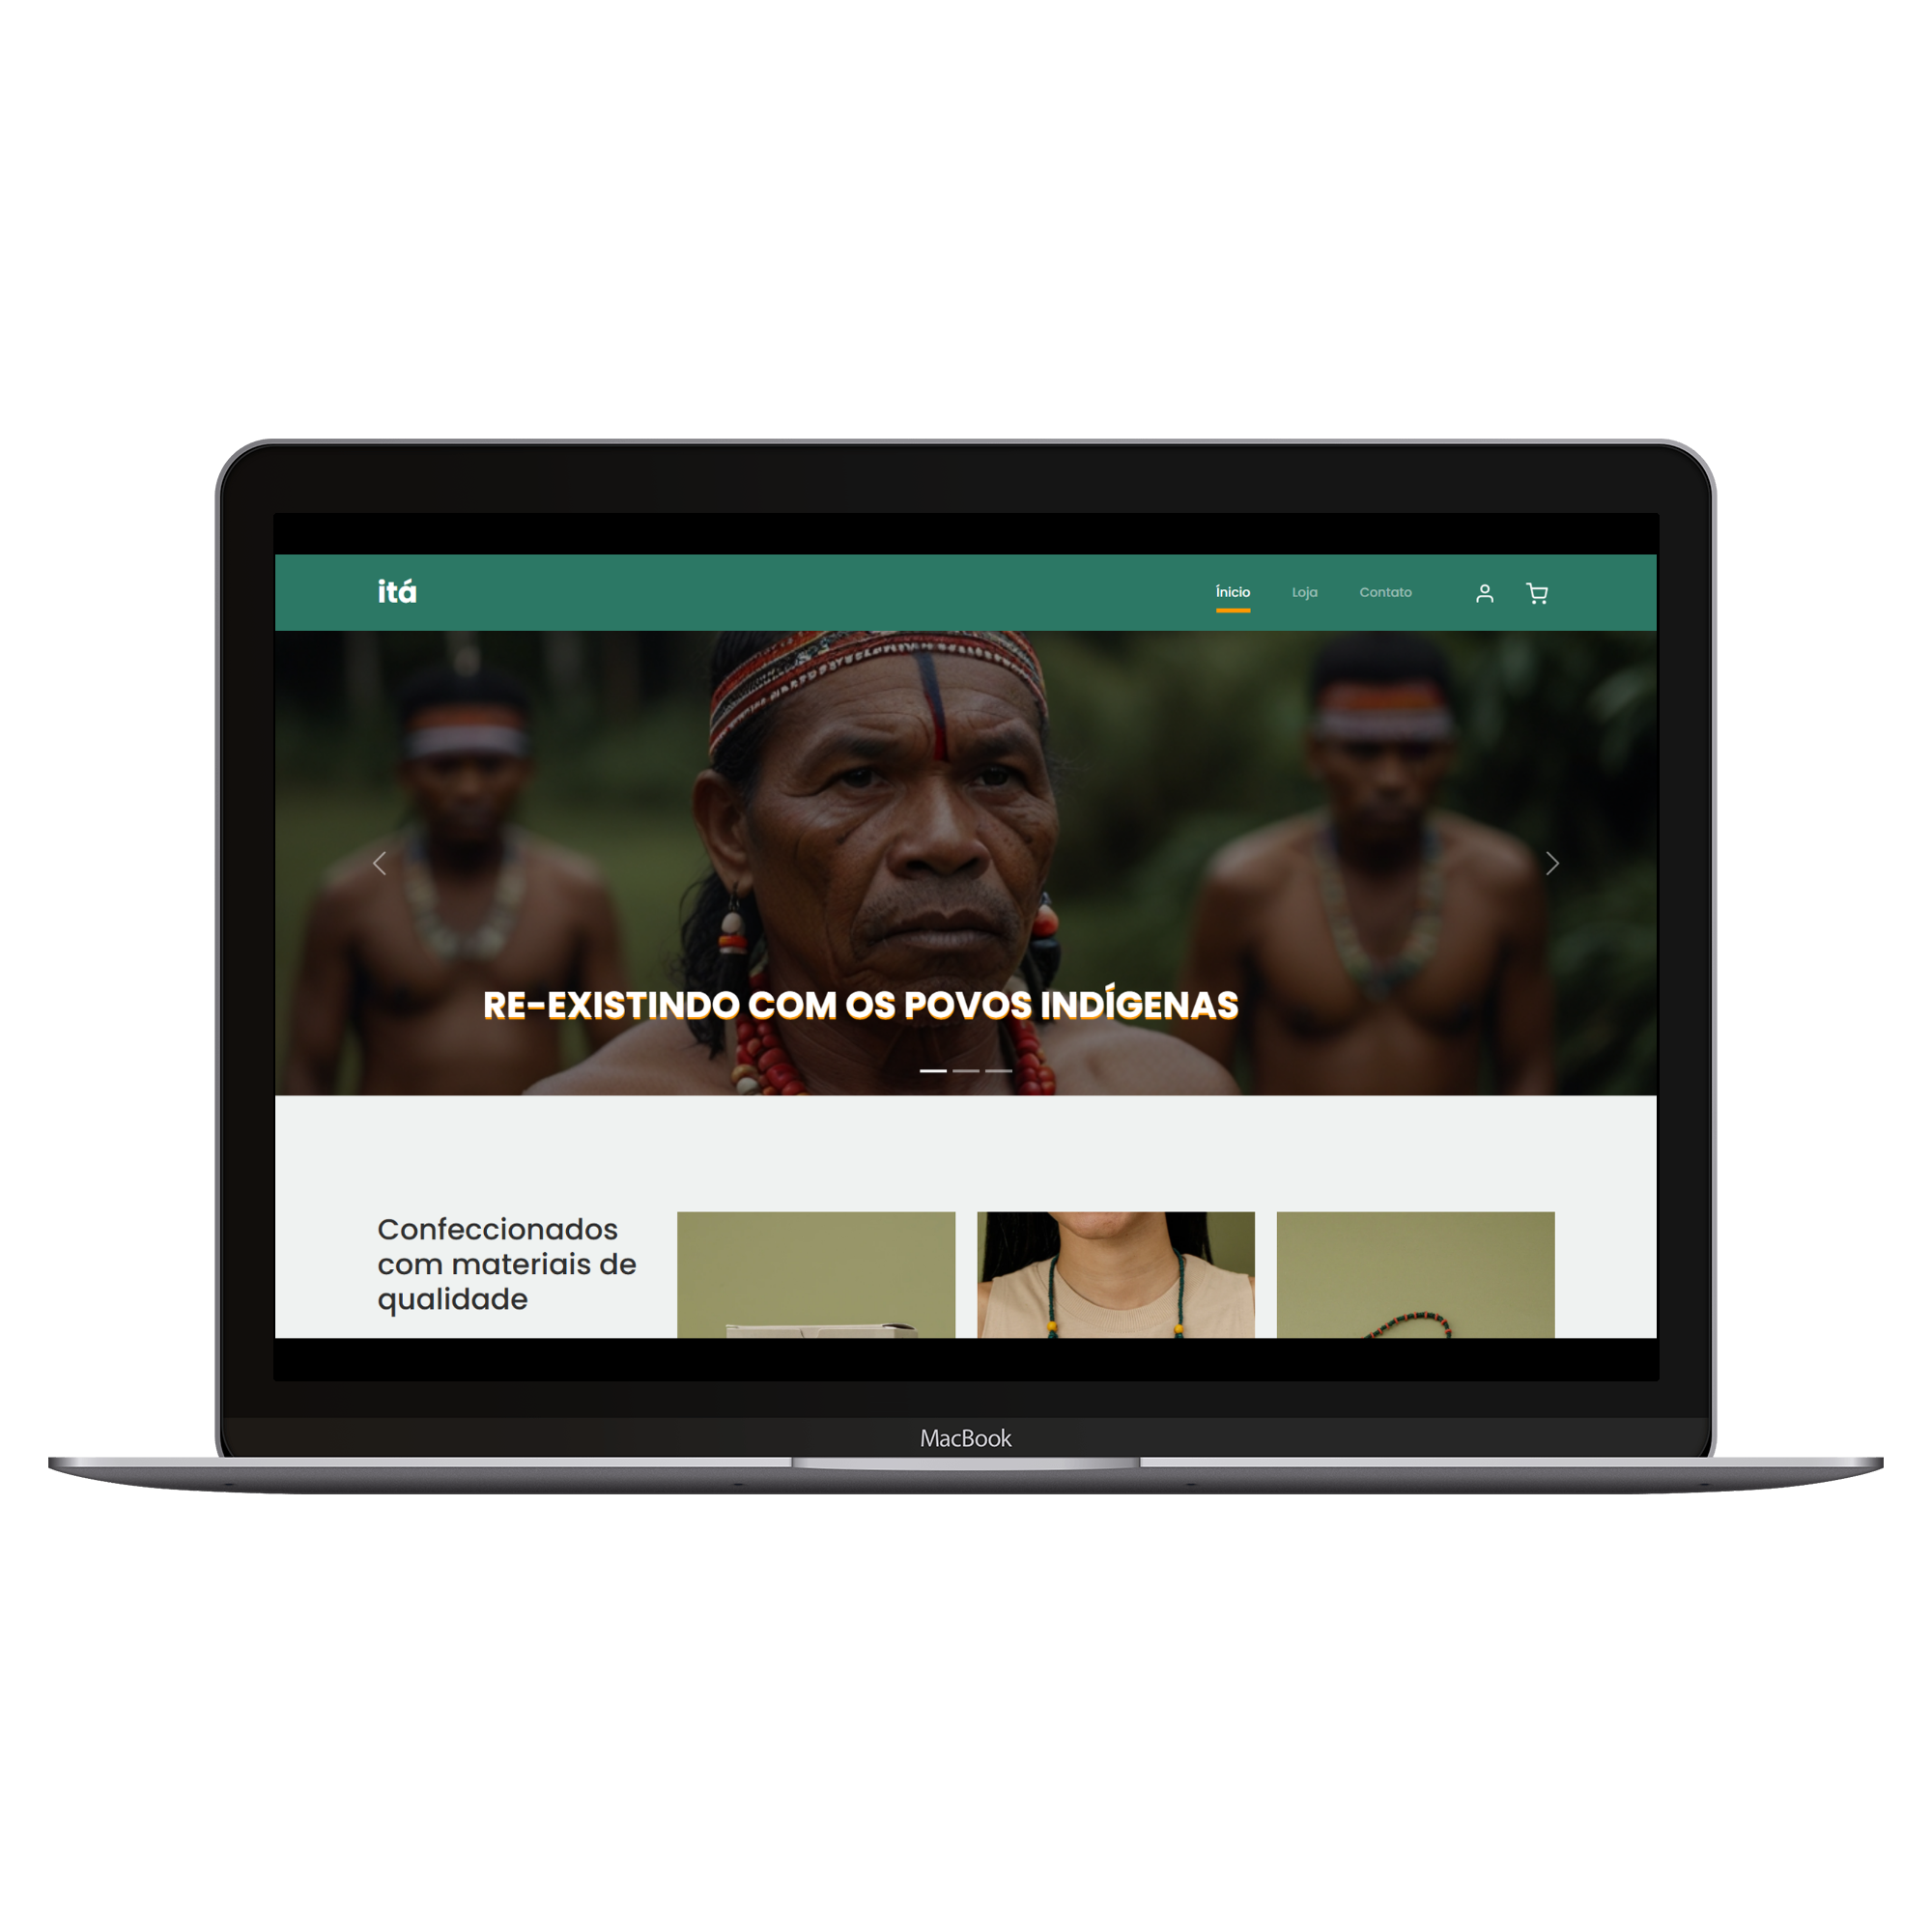 itá
Ínicio Loja Contato
RE-EXISTINDO COM OS POVOS INDÍGENAS
Confeccionados
com materiais de
qualidade
MacBook